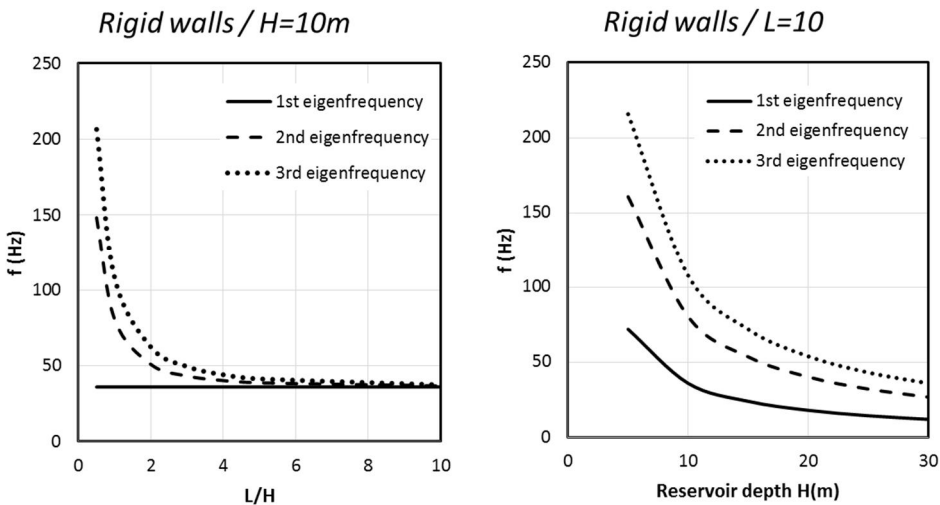 Rigid walls / H=10m
250
200
150
100
50
0
f (Hz)
1st eigenfrequency
2nd eigenfrequency
3rd eigenfrequency
0 2 4 6 8 10
L/H
Rigid walls / L=10
250
200
150
100
50
0
f (Hz)
1st eigenfrequency
2nd eigenfrequency
3rd eigenfrequency
0 10 20 30
Reservoir depth H(m)